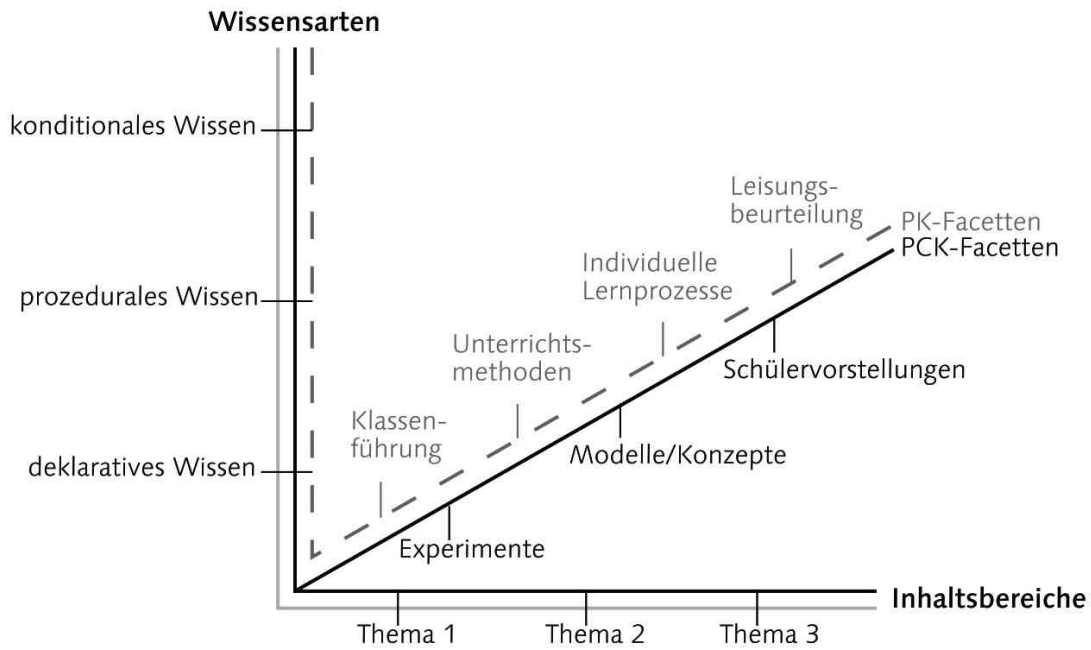 Wissensarten
konditionales Wissen
prozedurales Wissen
deklaratives Wissen
Leisungs-
beurteilung
PK-Facetten
PCK-Facetten
Individuelle
Lernprozesse
Unterrichts-
methoden
Klassen-
führung
Schülervorstellungen
Modelle/Konzepte
Experimente
Inhaltsbereiche
Thema 1
Thema 2
Thema 3